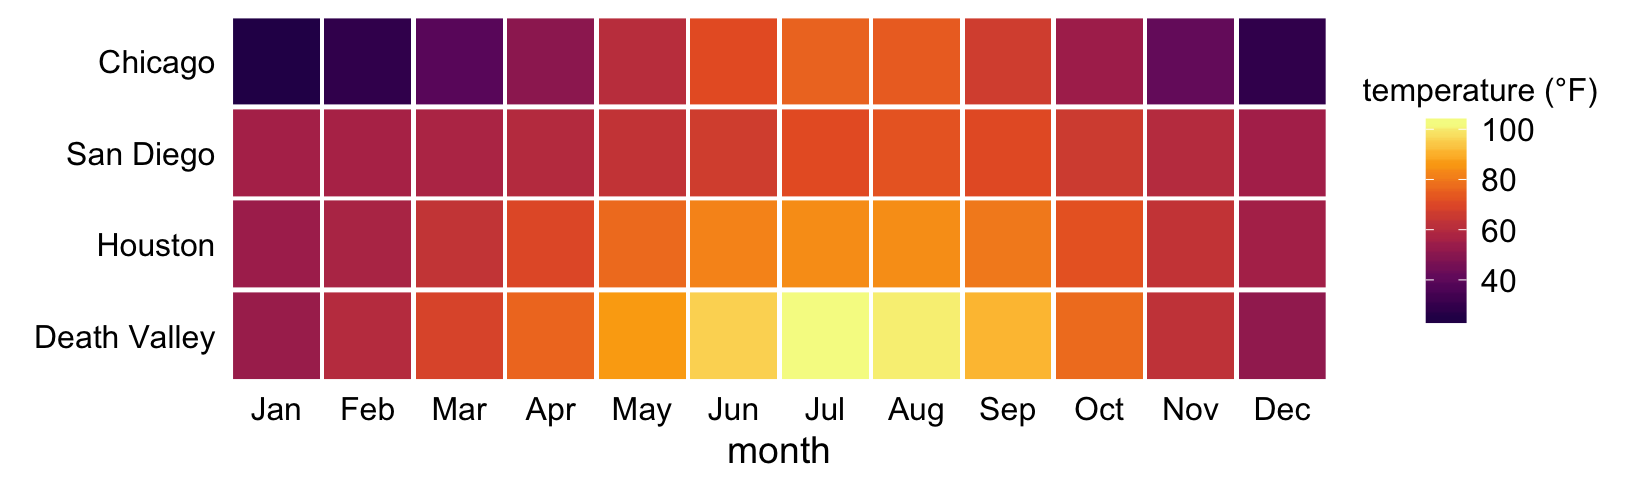 Chicago
San Diego
Houston
Death Valley
Jan Feb Mar Apr May Jun Jul Aug Sep Oct Nov Dec
month
temperature (°F)
100
80
60
40